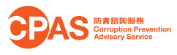 CPAS
防貪諮詢服務
Corruption Prevention
Advisory Service